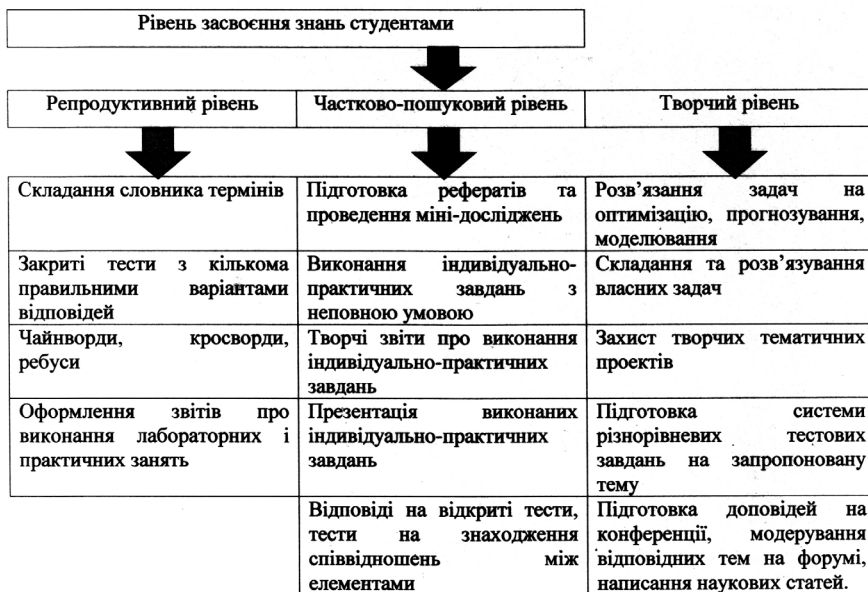 Рівень засвоєння знань студентами
Репродуктивний рівень
Частково-пошуковий рівень
Творчий рівень
Складання словника термінів
Підготовка рефератів та
проведення міні-досліджень
Розв’язання задач на
оптимізацію, прогнозування,
моделювання
Закриті тести з кількома
правильними варіантами
відповідей
Виконання індивідуально-
практичних завдань з
неповною умовою
Складання та розв’язування
власних задач
Чайнворди, кросворди,
ребуси
Творчі звіти про виконання
індивідуально-практичних
завдань
Захист творчих тематичних
проектів
Оформлення звітів про
виконання лабораторних і
практичних занять
Презентація виконаних
індивідуально-практичних
завдань
Підготовка системи
різнорівневих тестових
завдань на запропоновану
тему
Відповіді на відкриті тести,
тести на знаходження
співвідношень між
елементами
Підготовка доповідей на
конференції, модерування
відповідних тем на форумі,
написання наукових статей.